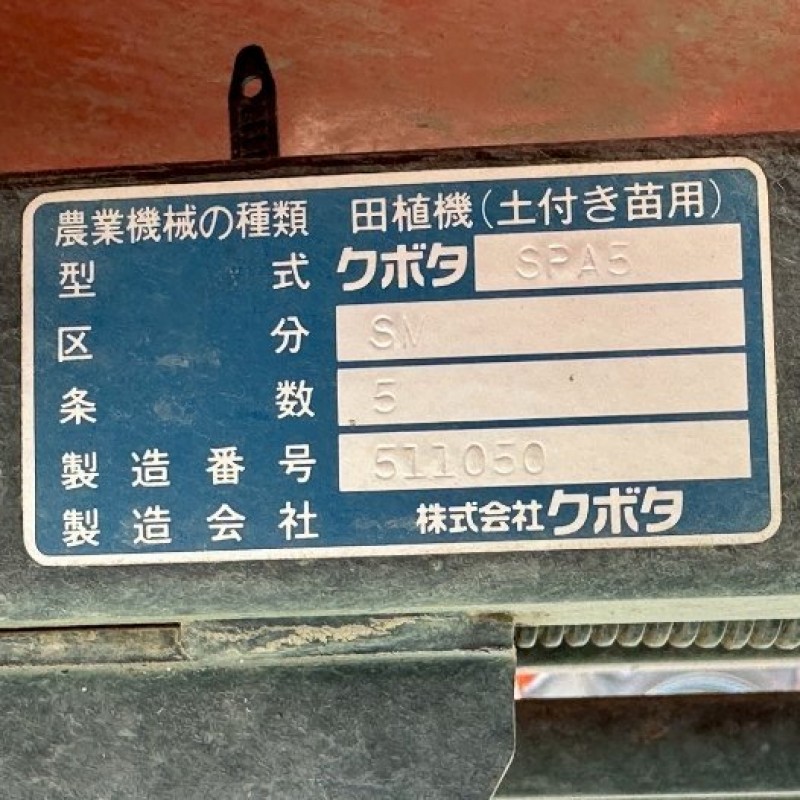 農業機械の種類 田植機(土付き苗用)
型式 クボタ SPA5
区分 SW
条数 5
製造番号 511050
製造会社 株式会社クボタ